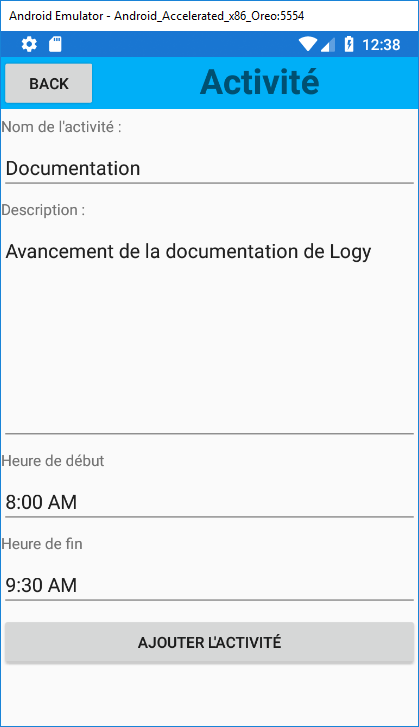 Android Emulator - Android_Accelerated_x86_Oreo:5554
12:38
BACK
Activité
Nom de l'activité :
Documentation
Description :
Avancement de la documentation de Logy
Heure de début
8:00 AM
Heure de fin
9:30 AM
AJOUTER L'ACTIVITÉ